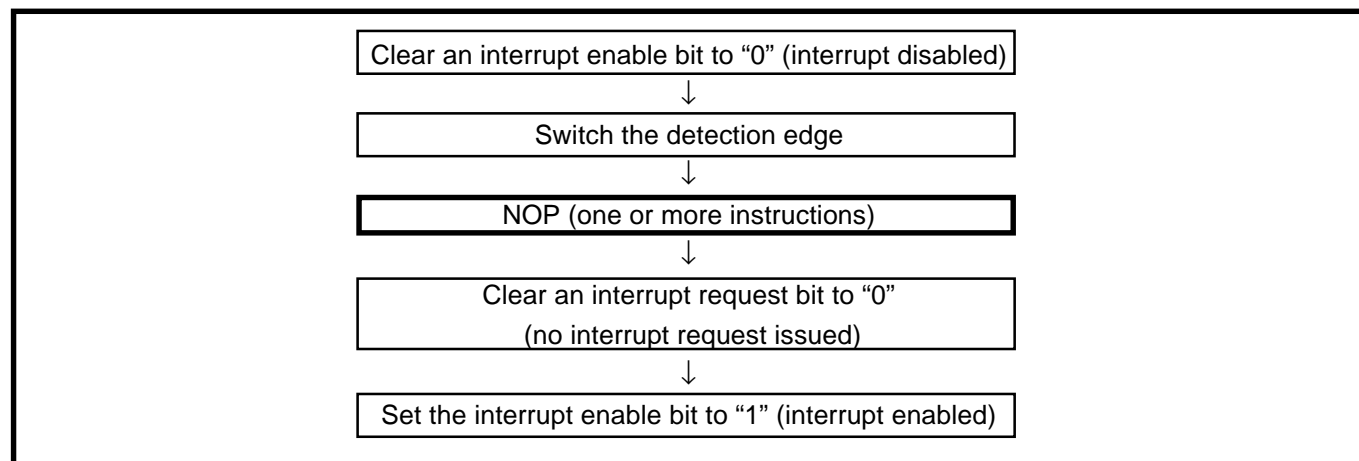 Clear an interrupt enable bit to “0” (interrupt disabled)
↓
Switch the detection edge
↓
NOP (one or more instructions)
↓
Clear an interrupt request bit to “0”
(no interrupt request issued)
↓
Set the interrupt enable bit to “1” (interrupt enabled)